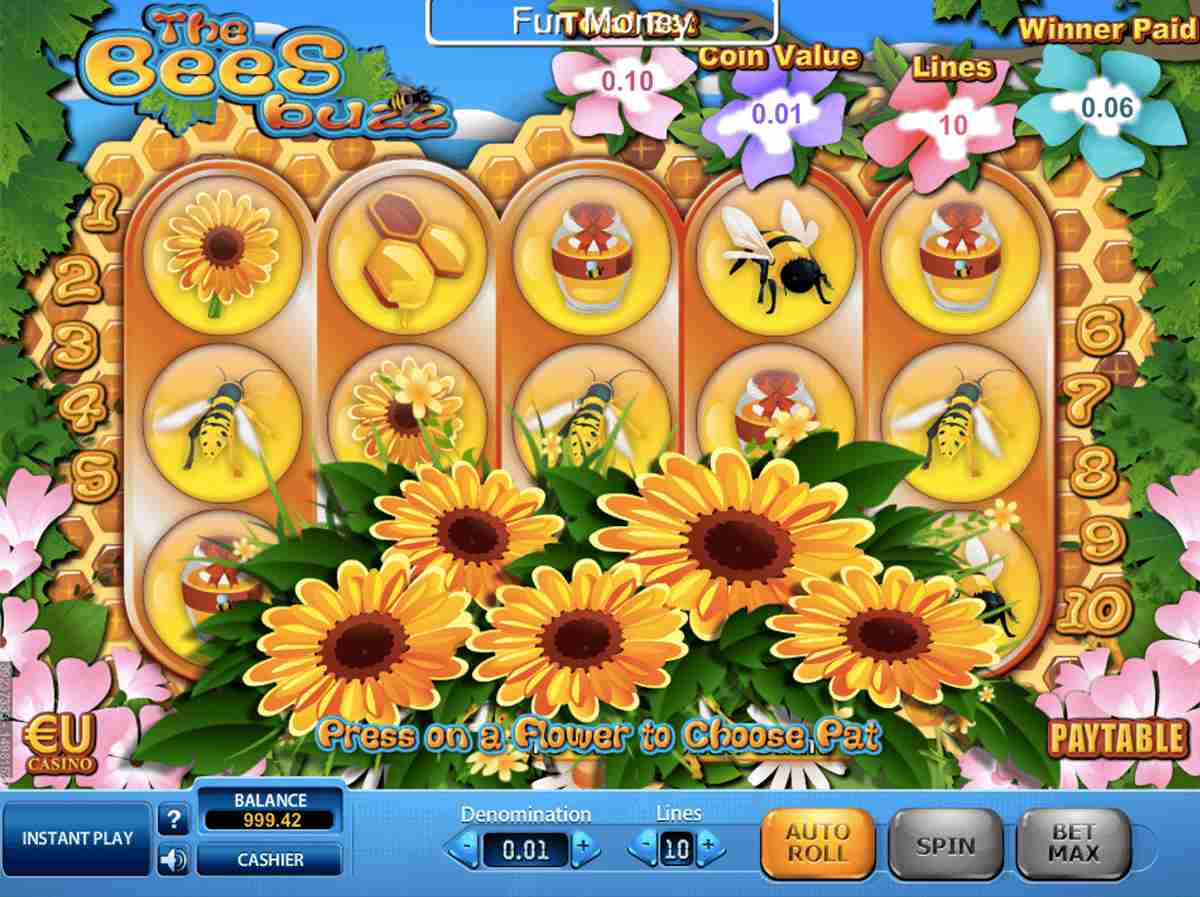 The
BeeS
buzz
Fun Money
Coin Value
Lines
Winner Paid
0.10
0.01
10
0.06
1
2
3
4
5
6
7
8
9
10
Press on a Flower to Choose Pat
€U
CASINO
PAYTABLE
INSTANT PLAY
?
BALANCE
999.42
CASHIER
Denomination
- 0.01 +
Lines
- 10 +
AUTO
ROLL
SPIN
BET
MAX